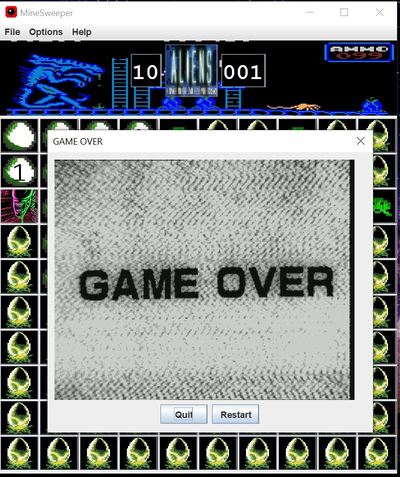 MineSweeper
File Options Help
AMMO
099
10
ALIENS
001
GAME OVER
1
GAME OVER
Quit Restart